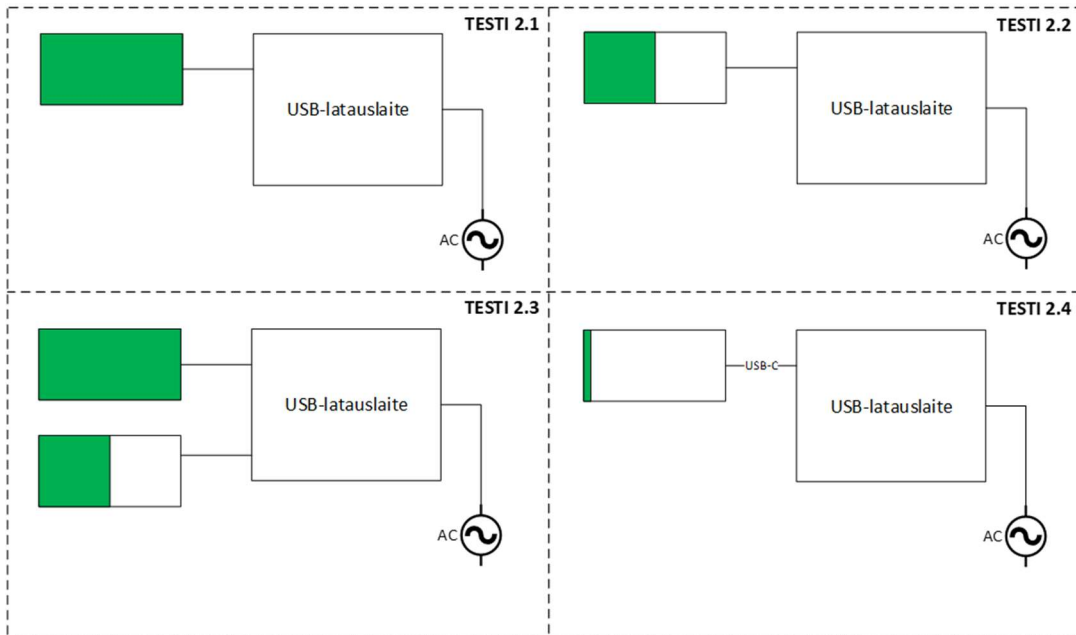 TESTI 2.1
USB-latauslaite
AC
TESTI 2.2
USB-latauslaite
AC
TESTI 2.3
USB-latauslaite
AC
TESTI 2.4
USB-C
USB-latauslaite
AC